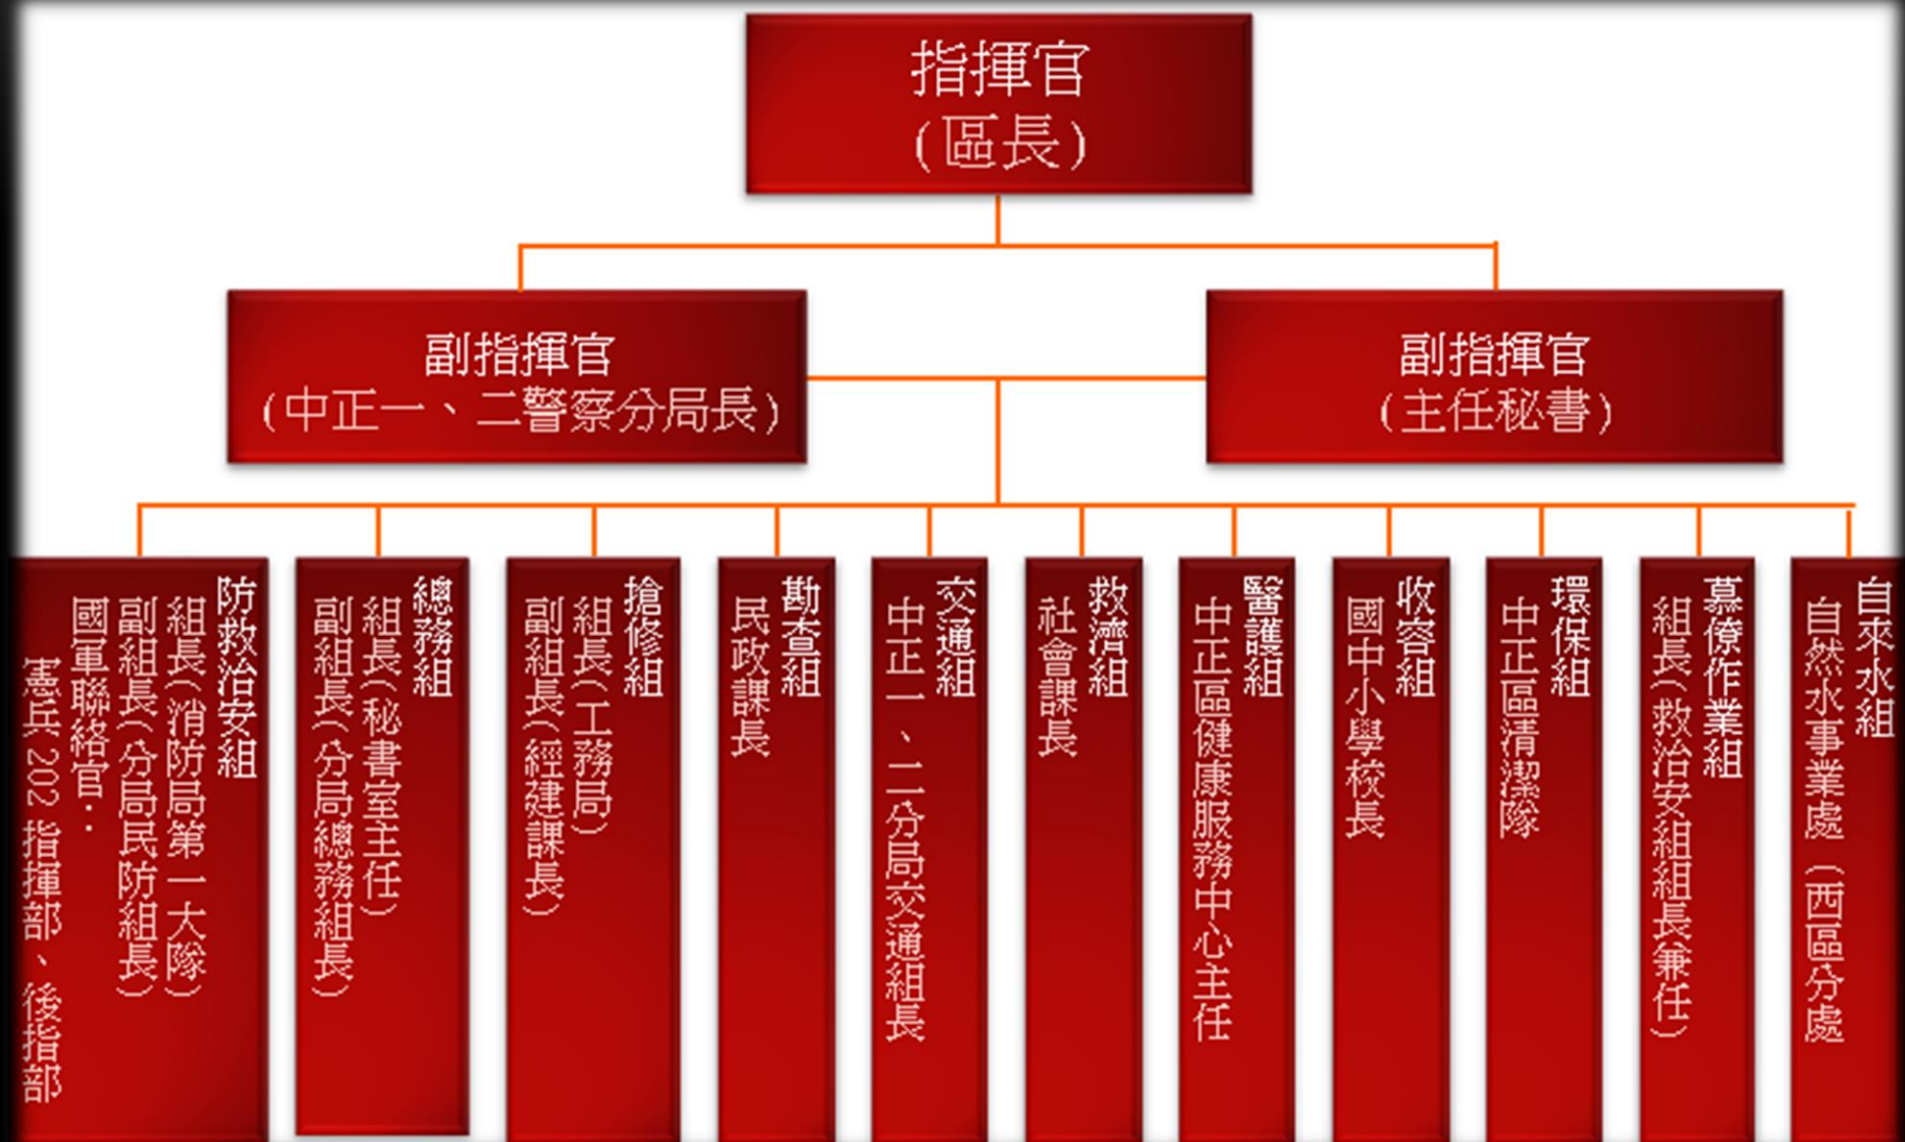 指揮官
(區長)
副指揮官
(中正一、二警察分局長)
副指揮官
(主任秘書)
防救治安組
組長(消防局第一大隊)
副組長(分局民防組長)
國軍聯絡官：
憲兵202指揮部、後指部
總務組
組長(秘書室主任)
副組長(分局總務組長)
搶修組
組長(工務局)
副組長(經建課長)
勘查組
民政課長
交通組
中正一、二分局交通組長
救濟組
社會課長
醫護組
中正區健康服務中心主任
收容組
國中小學校長
環保組
中正區清潔隊
慕僚作業組
組長(救治安組組長兼任)
自來水組
自然水事業處（西區分處